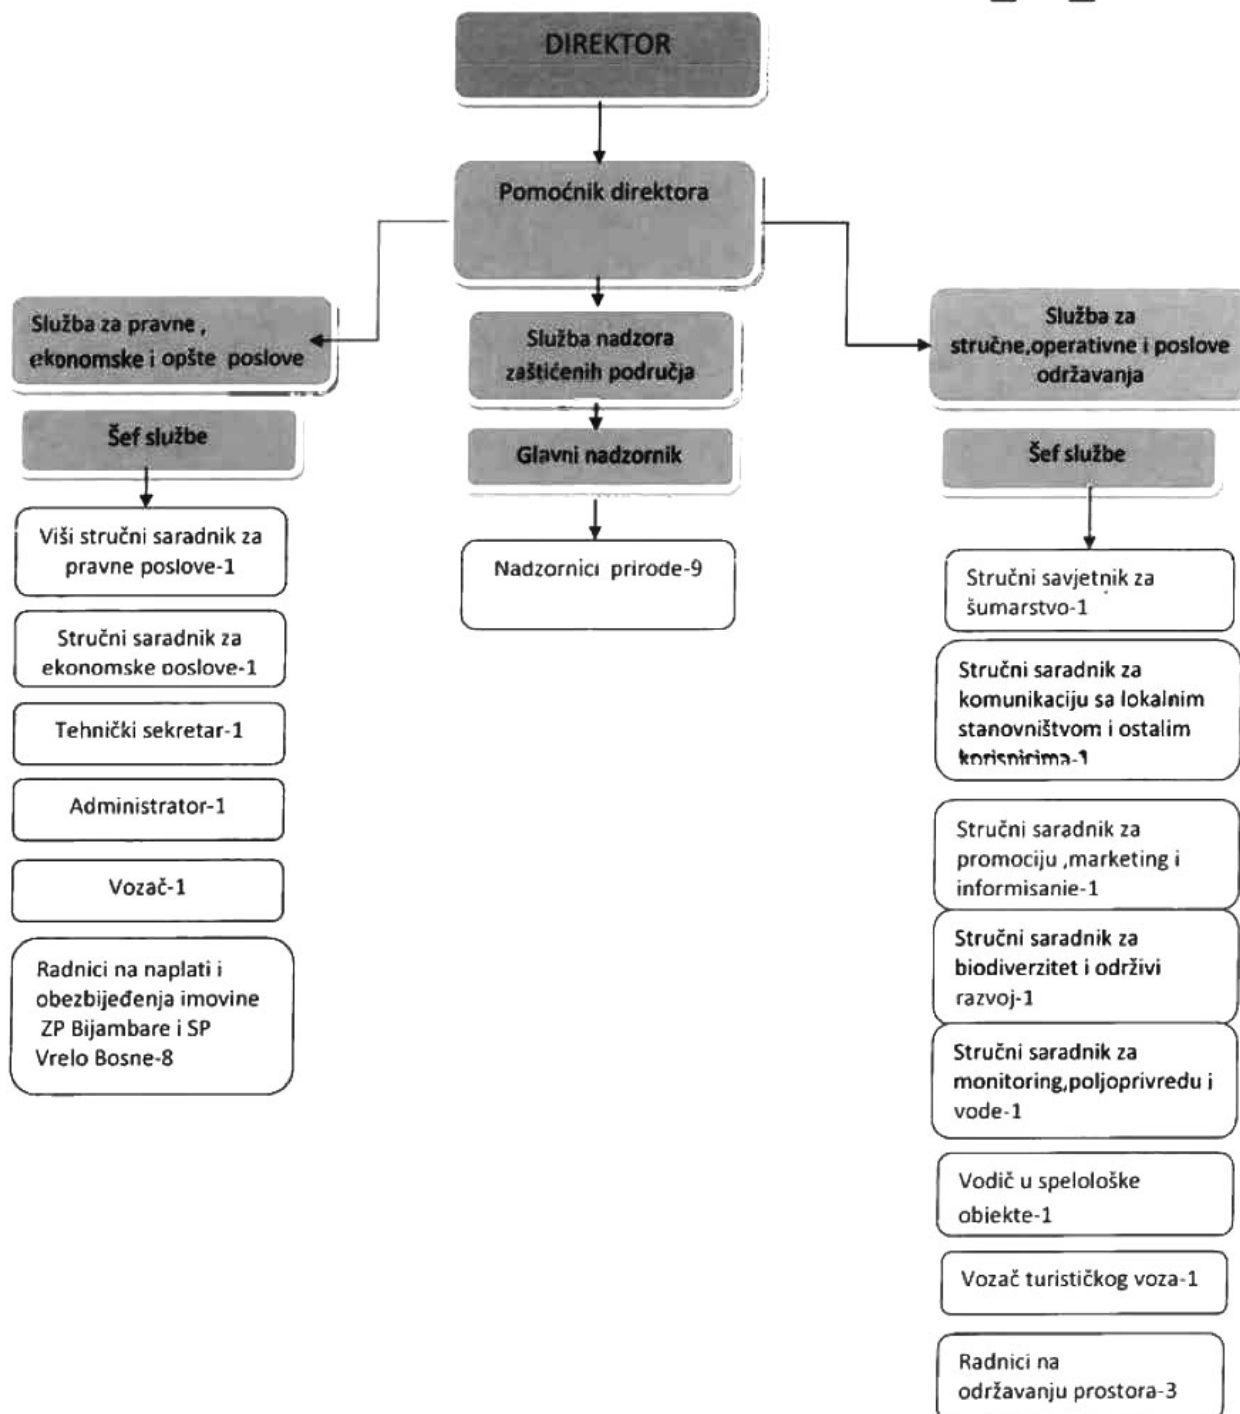 DIREKTOR
Pomoćnik direktora
Služba za pravne ,
ekonomske i opšte poslove
Šef službe
Viši stručni saradnik za
pravne poslove-1
Stručni saradnik za
ekonomske poslove-1
Tehnički sekretar-1
Administrator-1
Vozač-1
Radnici na naplati i
obezbijeđenja imovine
ZP Bijambare i SP
Vrelo Bosne-8
Služba nadzora
zaštićenih područja
Glavni nadzornik
Nadzornici prirode-9
Služba za
stručne,operativne i poslove
održavanja
Šef službe
Stručni savjetnik za
šumarstvo-1
Stručni saradnik za
komunikaciju sa lokalnim
stanovništvom i ostalim
korisnicima-1
Stručni saradnik za
promociju ,marketing i
informisanje-1
Stručni saradnik za
biodiverzitet i održivi
razvoj-1
Stručni saradnik za
monitoring,poljoprivredu i
vode-1
Vodič u spelološke
objekte-1
Vozač turističkog voza-1
Radnici na
održavanju prostora-3